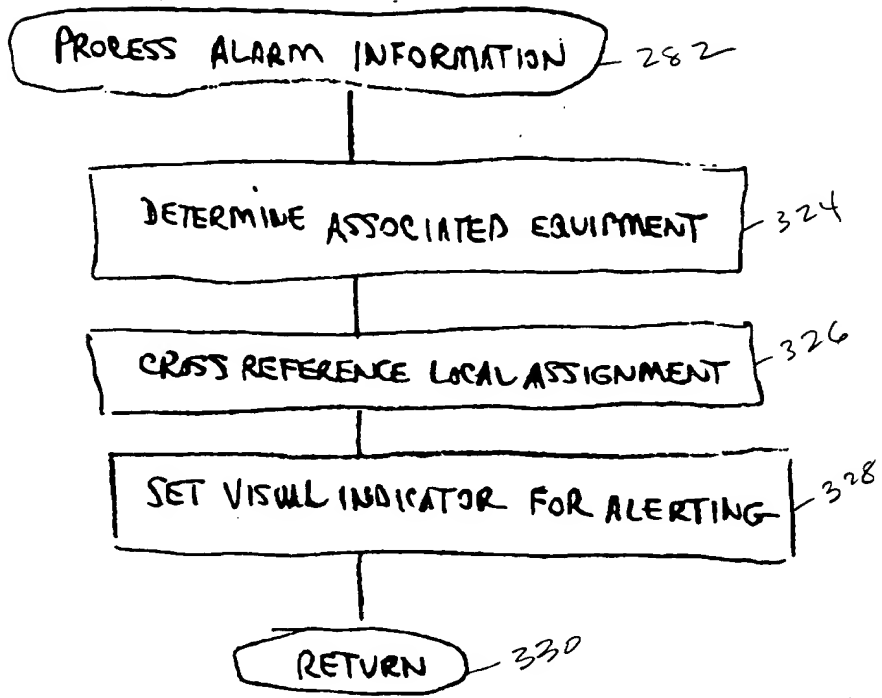 PROCESS ALARM INFORMATION 282
DETERMINE ASSOCIATED EQUIPMENT 324
CROSS REFERENCE LOCAL ASSIGNMENT 326
SET VISUAL INDICATOR FOR ALERTING 328
RETURN 330